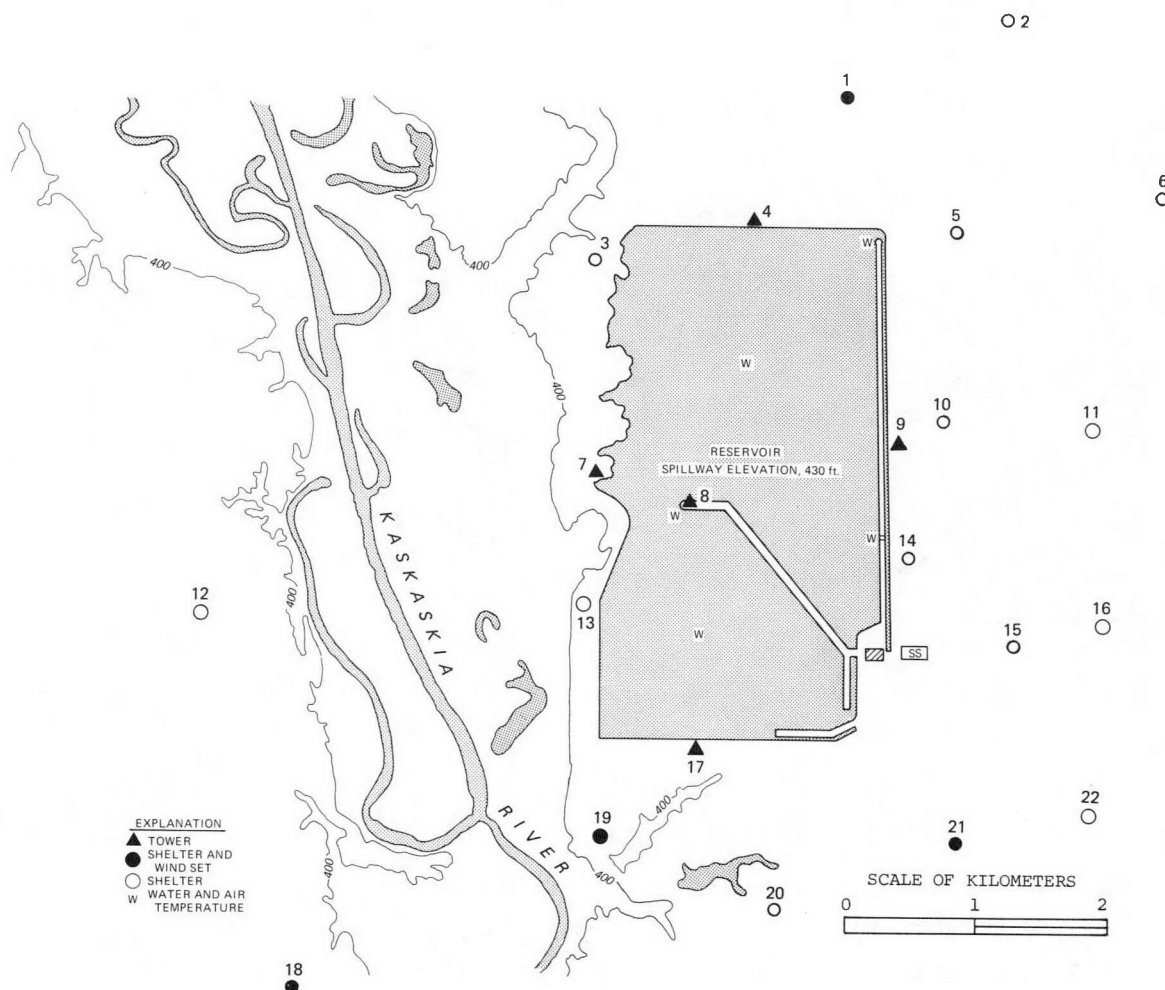 2
1
6
4
5
3
W
400
400
W
400
10
11
9
RESERVOIR
SPILLWAY ELEVATION, 430 ft.
7
8
W
W
14
KASKASKIA
12
400
13
16
W
15
SS
17
22
EXPLANATION
TOWER
SHELTER AND
WIND SET
SHELTER
W WATER AND AIR
TEMPERATURE
RIVER
19
400
21
400
400
20
SCALE OF KILOMETERS
0 1 2
18